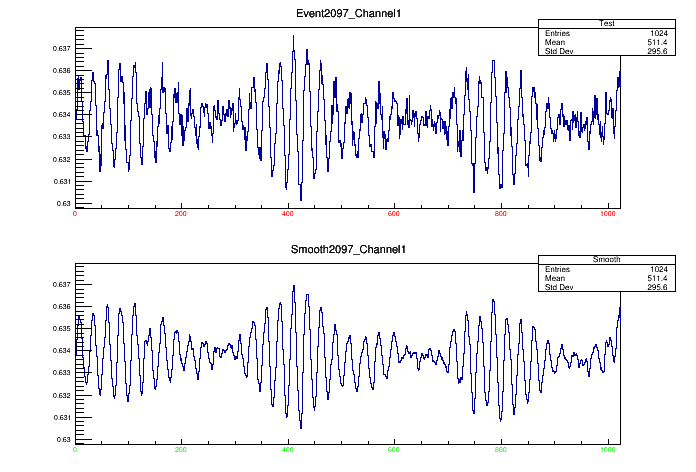 Event2097_Channel1
Test
Entries 1024
Mean 511.4
Std Dev 295.6
0.637
0.636
0.635
0.634
0.633
0.632
0.631
0.63
0 200 400 600 800 1000
Smooth2097_Channel1
Smooth
Entries 1024
Mean 511.4
Std Dev 295.6
0.637
0.636
0.635
0.634
0.633
0.632
0.631
0.63
0 200 400 600 800 1000